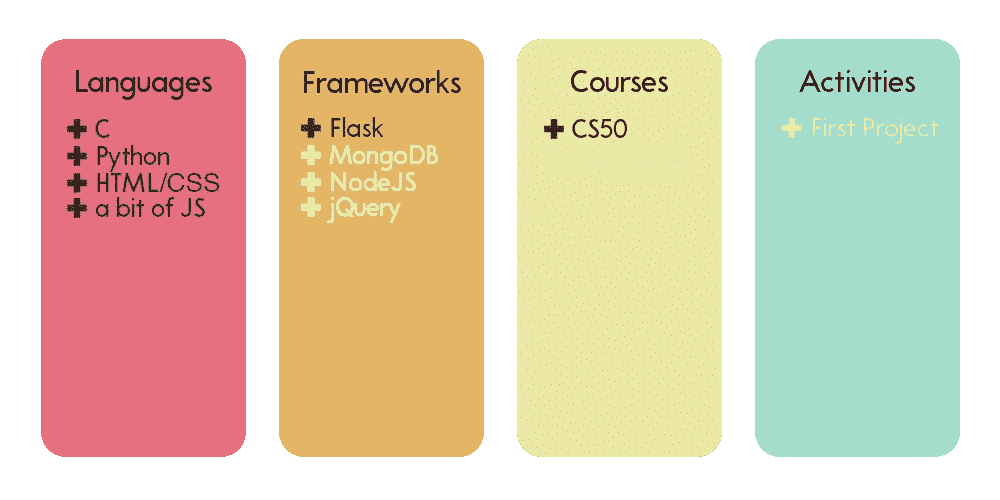 Languages
+ C
+ Python
+ HTML/CSS
+ a bit of JS
Frameworks
+ Flask
+ MongoDB
+ NodeJS
+ jQuery
Courses
+ CS50
Activities
+ First Project